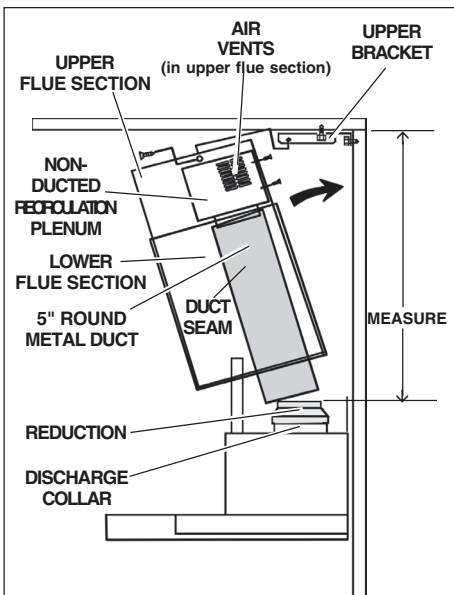 AIR
VENTS
(in upper flue section)
UPPER
BRACKET
UPPER
FLUE SECTION
NON-
DUCTED
RECIRCULATION
PLENUM
LOWER
FLUE SECTION
5" ROUND
METAL DUCT
DUCT
SEAM
MEASURE
REDUCTION
DISCHARGE
COLLAR